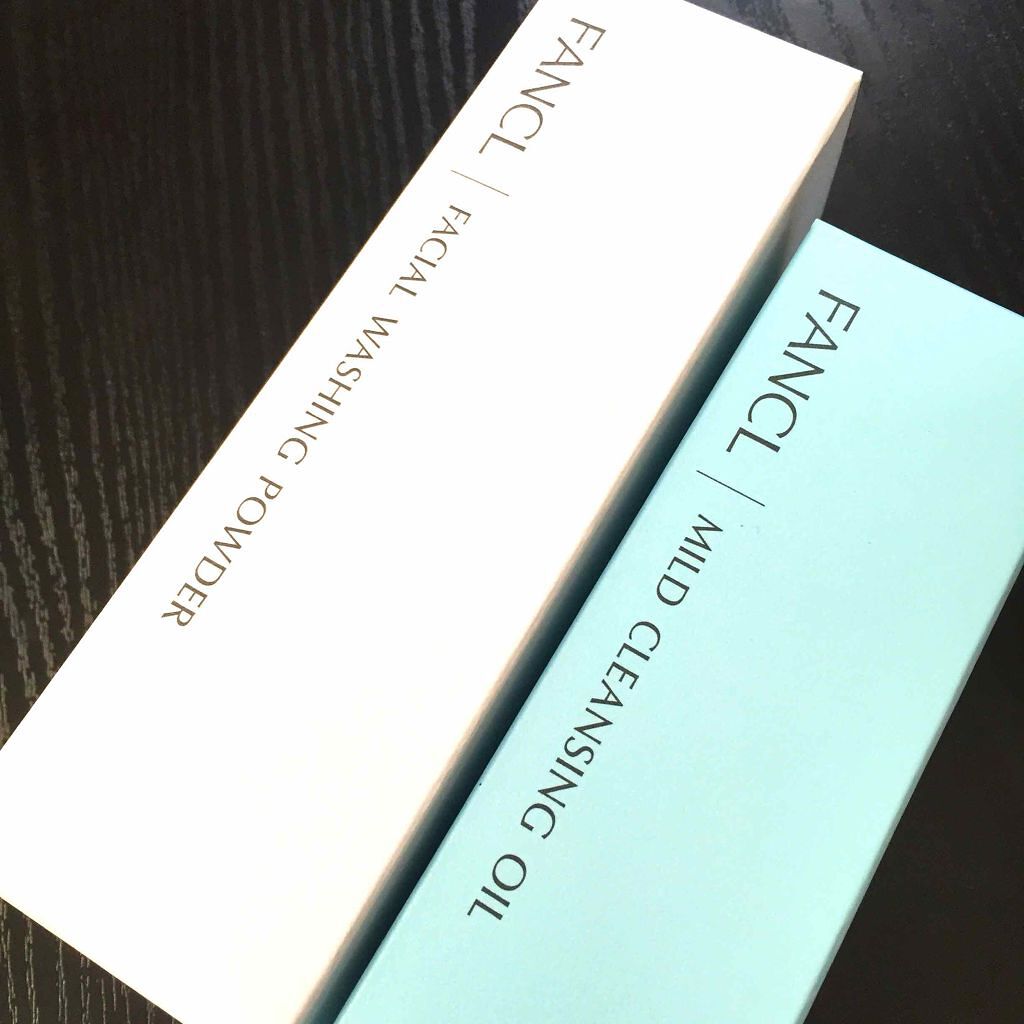 FANCL | FACIAL WASHING POWDER
FANCL | MILD CLEANSING OIL